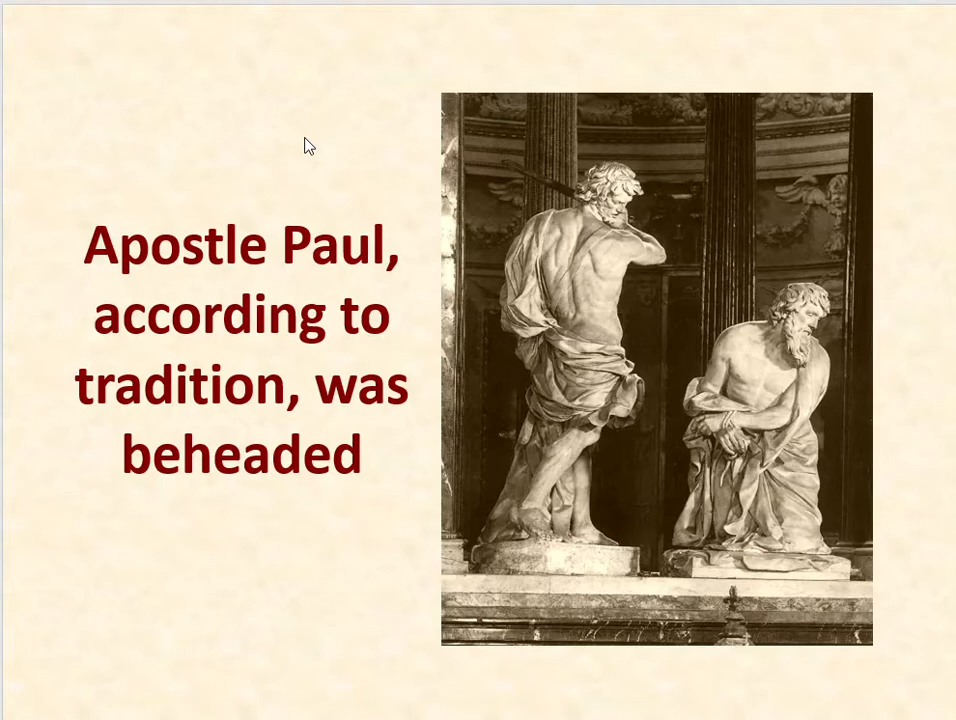 Apostle Paul,
according to
tradition, was
beheaded